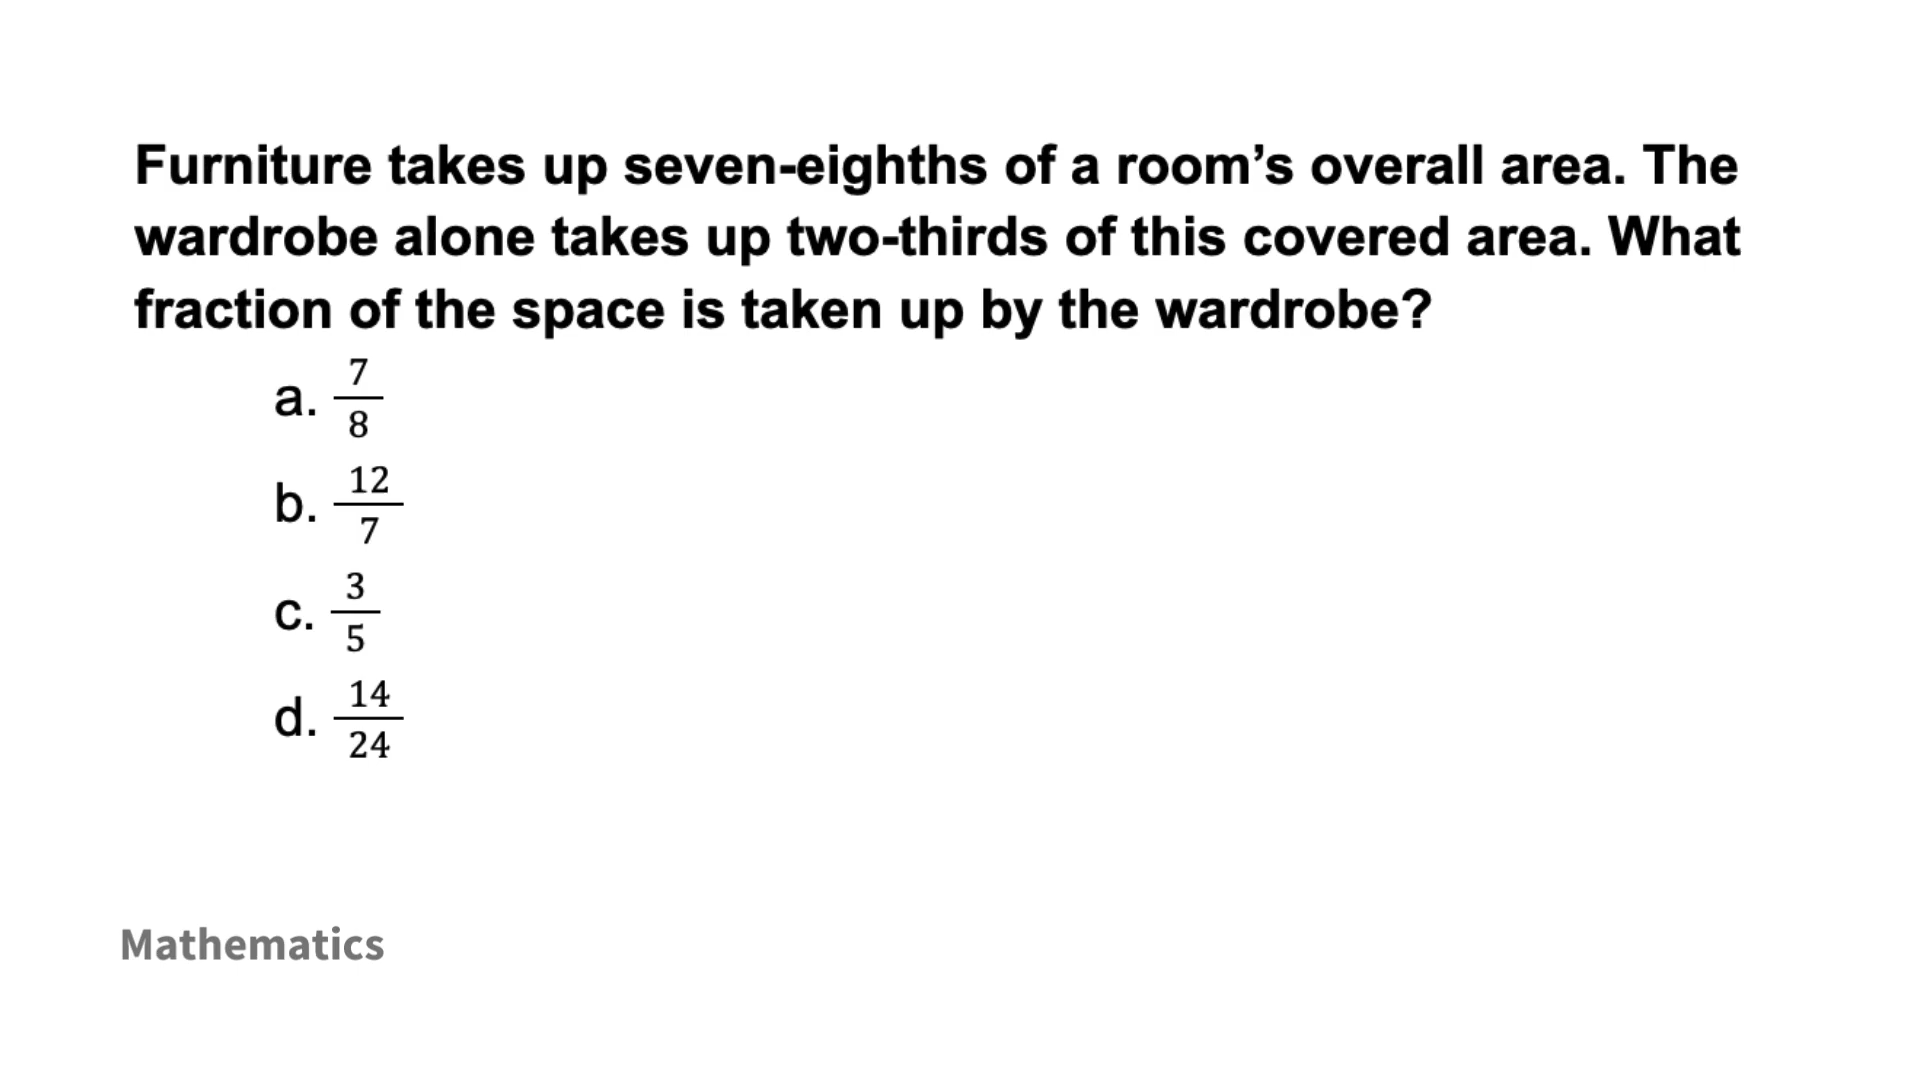 Furniture takes up seven-eighths of a room’s overall area. The
wardrobe alone takes up two-thirds of this covered area. What
fraction of the space is taken up by the wardrobe?
a. 7/8
b. 12/7
c. 3/5
d. 14/24
Mathematics